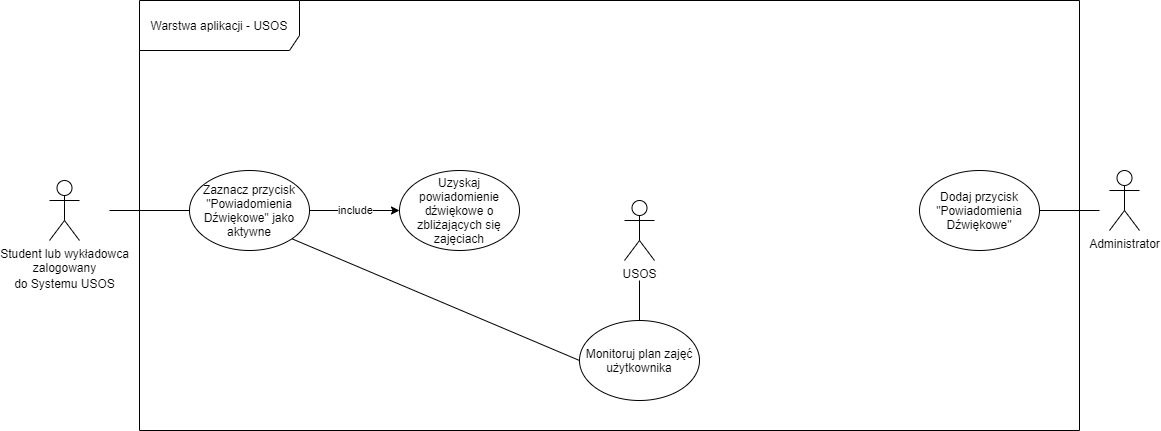 Warstwa aplikacji - USOS
Student lub wykładowca
zalogowany
do Systemu USOS
Zaznacz przycisk
"Powiadomienia
Dźwiękowe" jako
aktywne
include
Uzyskaj
powiadomienie
dźwiękowe o
zbliżających się
zajęciach
USOS
Monitoruj plan zajęć
użytkownika
Dodaj przycisk
"Powiadomienia
Dźwiękowe"
Administrator